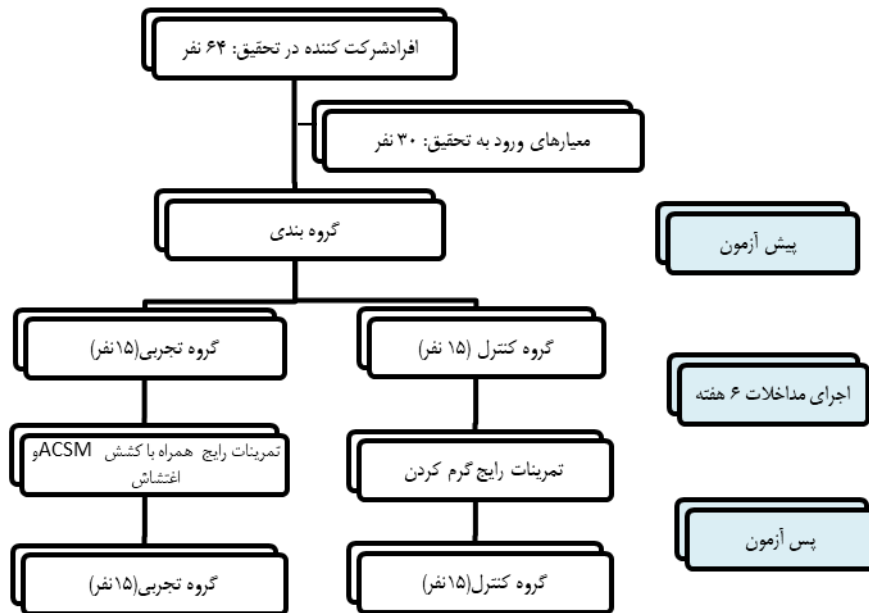 افرادشرکت کننده در تحقیق: ۶۴ نفر
معیارهای ورود به تحقیق: ۳۰ نفر
گروه بندی
پیش آزمون
گروه کنترل (۱۵ نفر)
گروه تجربی(۱۵نفر)
اجرای مداخلات ۶ هفته
تمرینات رایج گرم کردن
تمرینات رایج همراه با کشش ACSMو
اغتشاش
پس آزمون
گروه کنترل(۱۵نفر)
گروه تجربی(۱۵نفر)